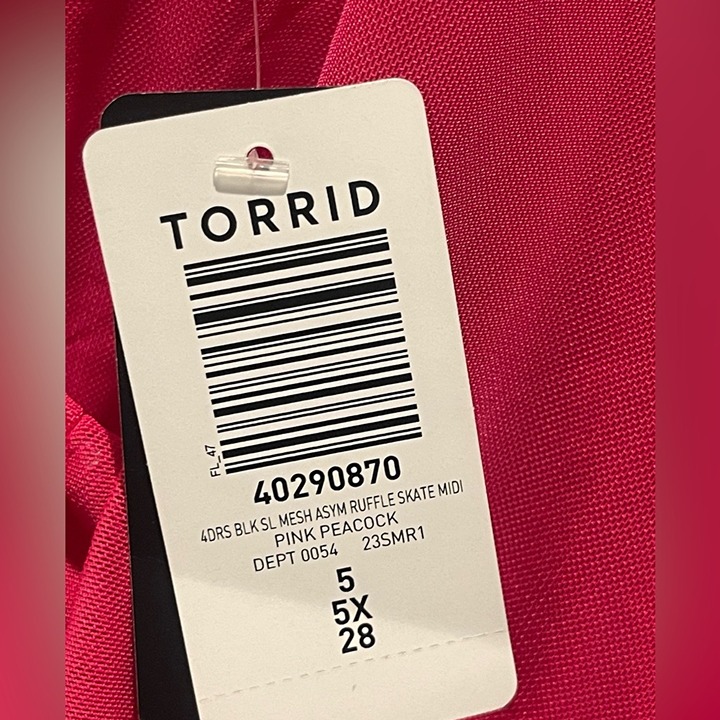 TORRID
FL_47
40290870
4DRS BLK SL MESH ASYM RUFFLE SKATE MIDI
PINK PEACOCK
DEPT 0054 23SMR1
5
5X
28